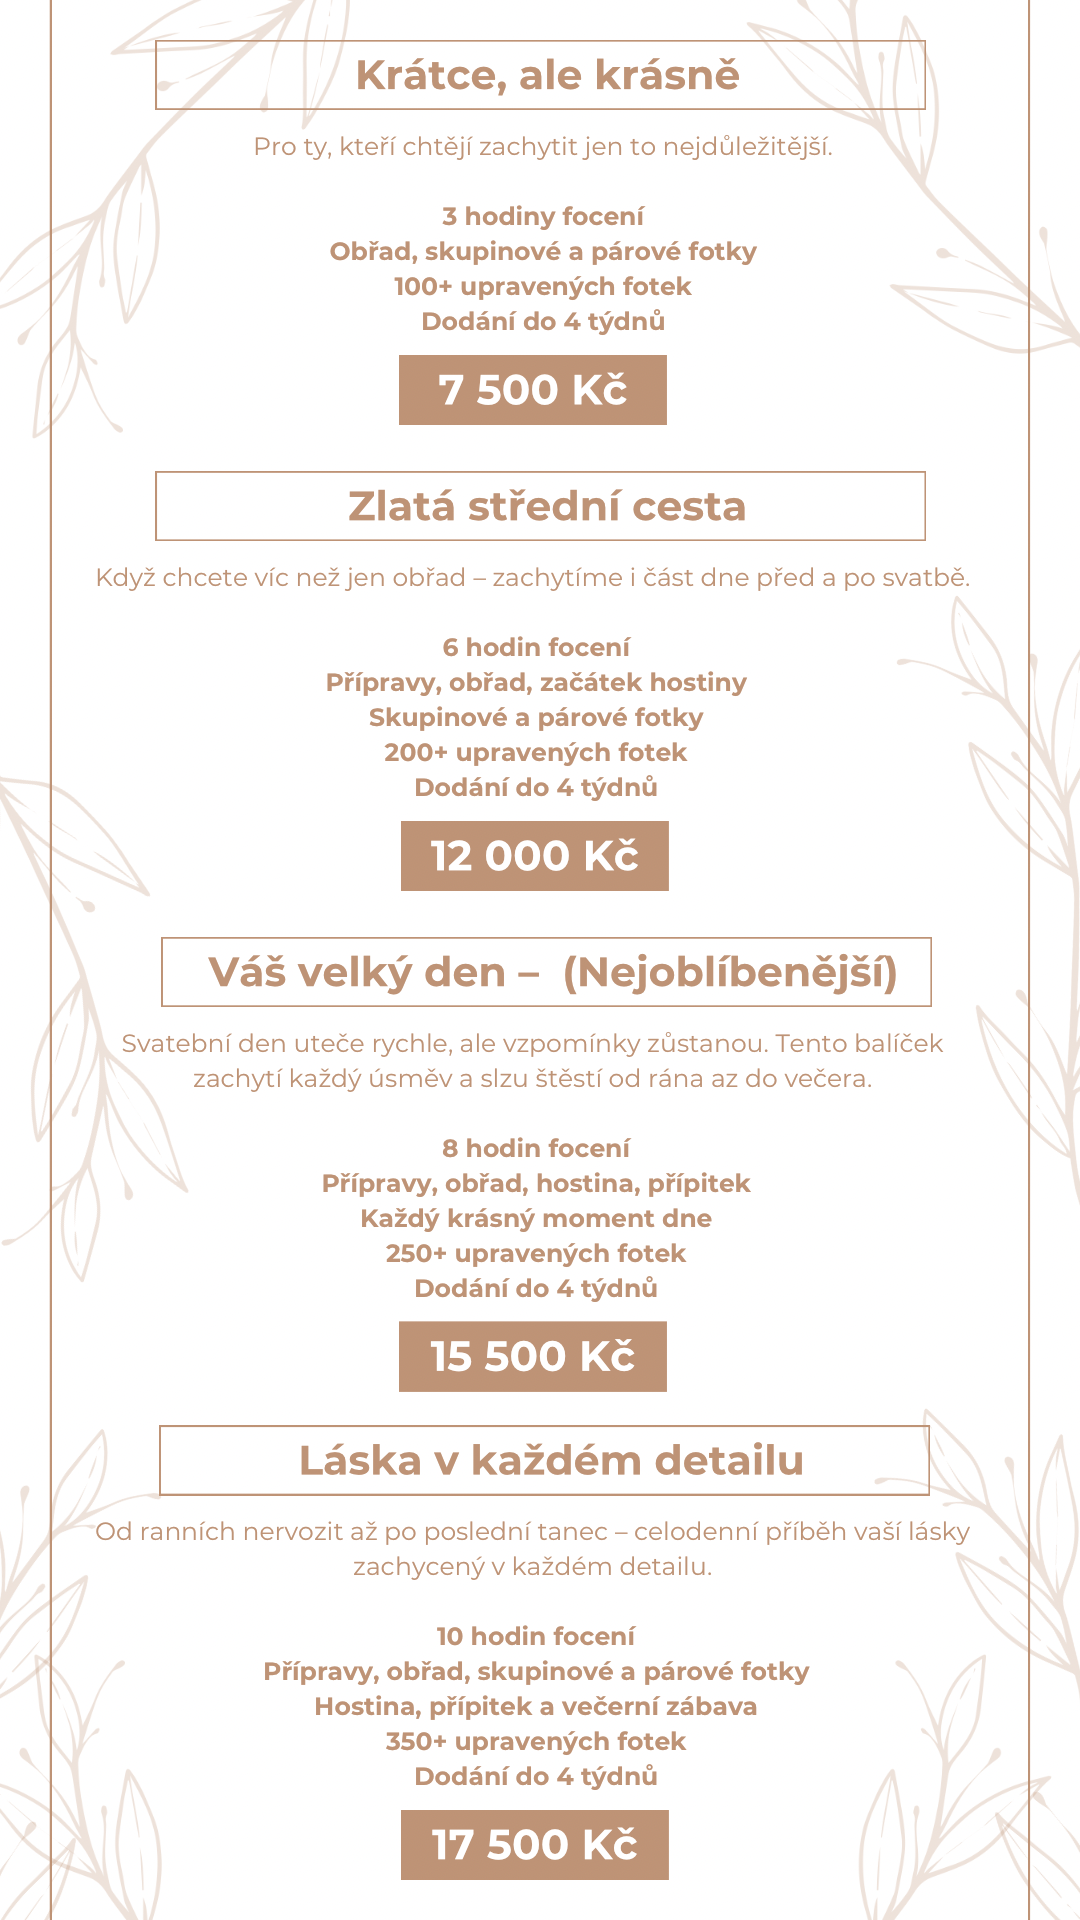 Krátce, ale krásně
Pro ty, kteří chtějí zachytit jen to nejdůležitější.
3 hodiny focení
Obřad, skupinové a párové fotky
100+ upravených fotek
Dodání do 4 týdnů
7 500 Kč
Zlatá střední cesta
Když chcete víc než jen obřad – zachytíme i část dne před a po svatbě.
6 hodin focení
Přípravy, obřad, začátek hostiny
Skupinové a párové fotky
200+ upravených fotek
Dodání do 4 týdnů
12 000 Kč
Váš velký den –  (Nejoblíbenější)
Svatební den uteče rychle, ale vzpomínky zůstanou. Tento balíček
zachytí každý úsměv a slzu štěstí od rána az do večera.
8 hodin focení
Přípravy, obřad, hostina, přípitek
Každý krásný moment dne
250+ upravených fotek
Dodání do 4 týdnů
15 500 Kč
Láska v každém detailu
Od ranních nervozit až po poslední tanec – celodenní příběh vaší lásky
zachycený v každém detailu.
10 hodin focení
Přípravy, obřad, skupinové a párové fotky
Hostina, přípitek a večerní zábava
350+ upravených fotek
Dodání do 4 týdnů
17 500 Kč